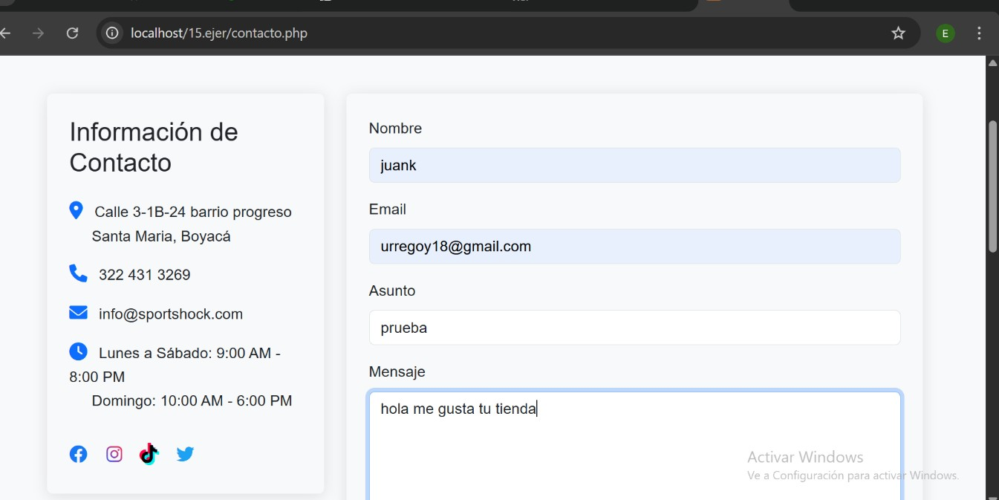 localhost/15.ejer/contacto.php
E
Información de
Contacto
Calle 3-1B-24 barrio progreso
Santa Maria, Boyacá
322 431 3269
info@sportshock.com
Lunes a Sábado: 9:00 AM -
8:00 PM
Domingo: 10:00 AM - 6:00 PM
Nombre
juank
Email
urregoy18@gmail.com
Asunto
prueba
Mensaje
hola me gusta tu tienda
Activar Windows
Ve a Configuración para activar Windows.